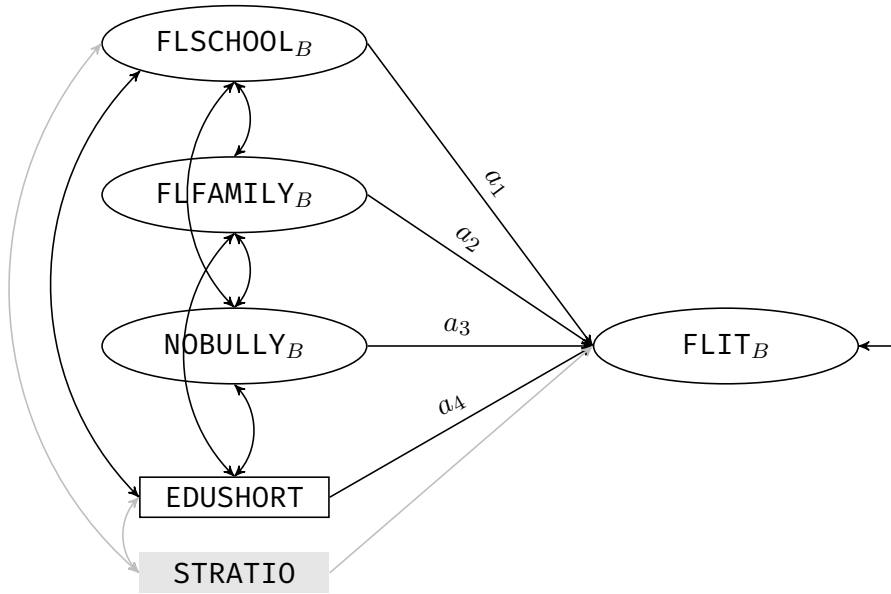 FLSCHOOL_B
a_1
FLFAMILY_B
a_2
NOBULLY_B
a_3
FLIT_B
a_4
EDUSHORT
STRATIO